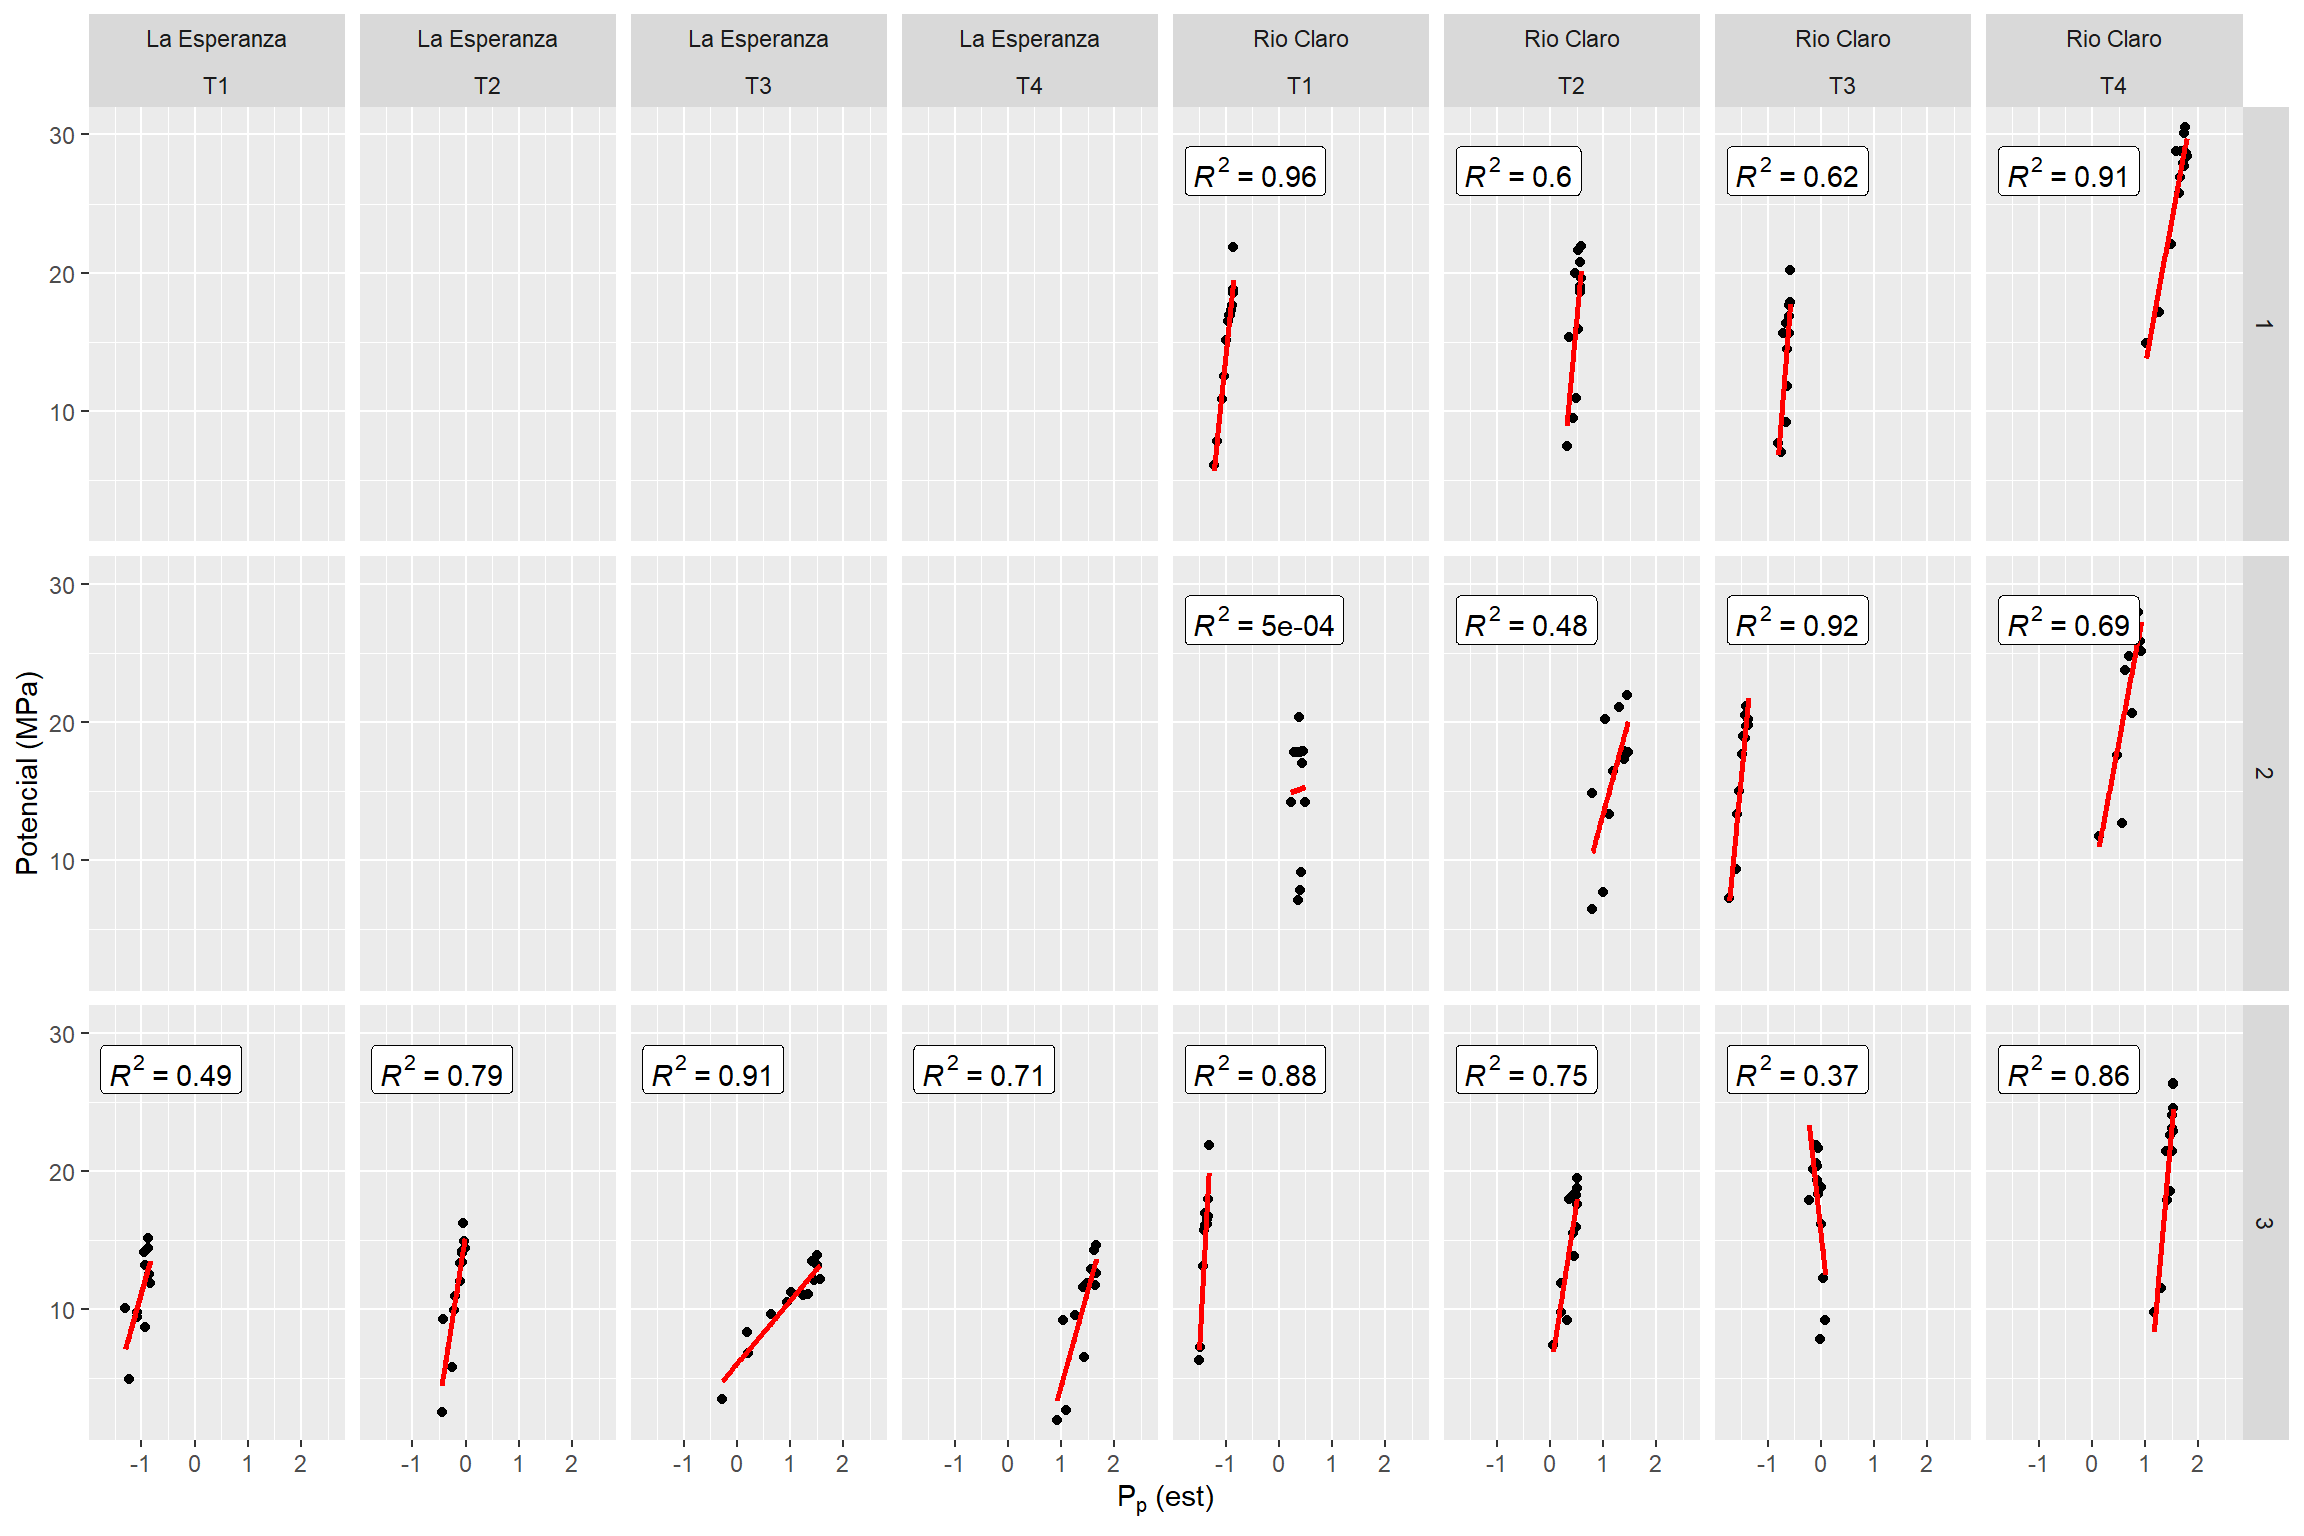 La Esperanza La Esperanza La Esperanza La Esperanza Rio Claro Rio Claro Rio Claro Rio Claro
T1 T2 T3 T4 T1 T2 T3 T4
30
R² = 0.96 R² = 0.6 R² = 0.62 R² = 0.91
20
1
10
30
R² = 5e-04 R² = 0.48 R² = 0.92 R² = 0.69
20
2
10
Potencial (MPa)
30
R² = 0.49 R² = 0.79 R² = 0.91 R² = 0.71 R² = 0.88 R² = 0.75 R² = 0.37 R² = 0.86
20
3
10
-1 0 1 2 -1 0 1 2 -1 0 1 2 -1 0 1 2 -1 0 1 2 -1 0 1 2 -1 0 1 2 -1 0 1 2
Pₚ (est)